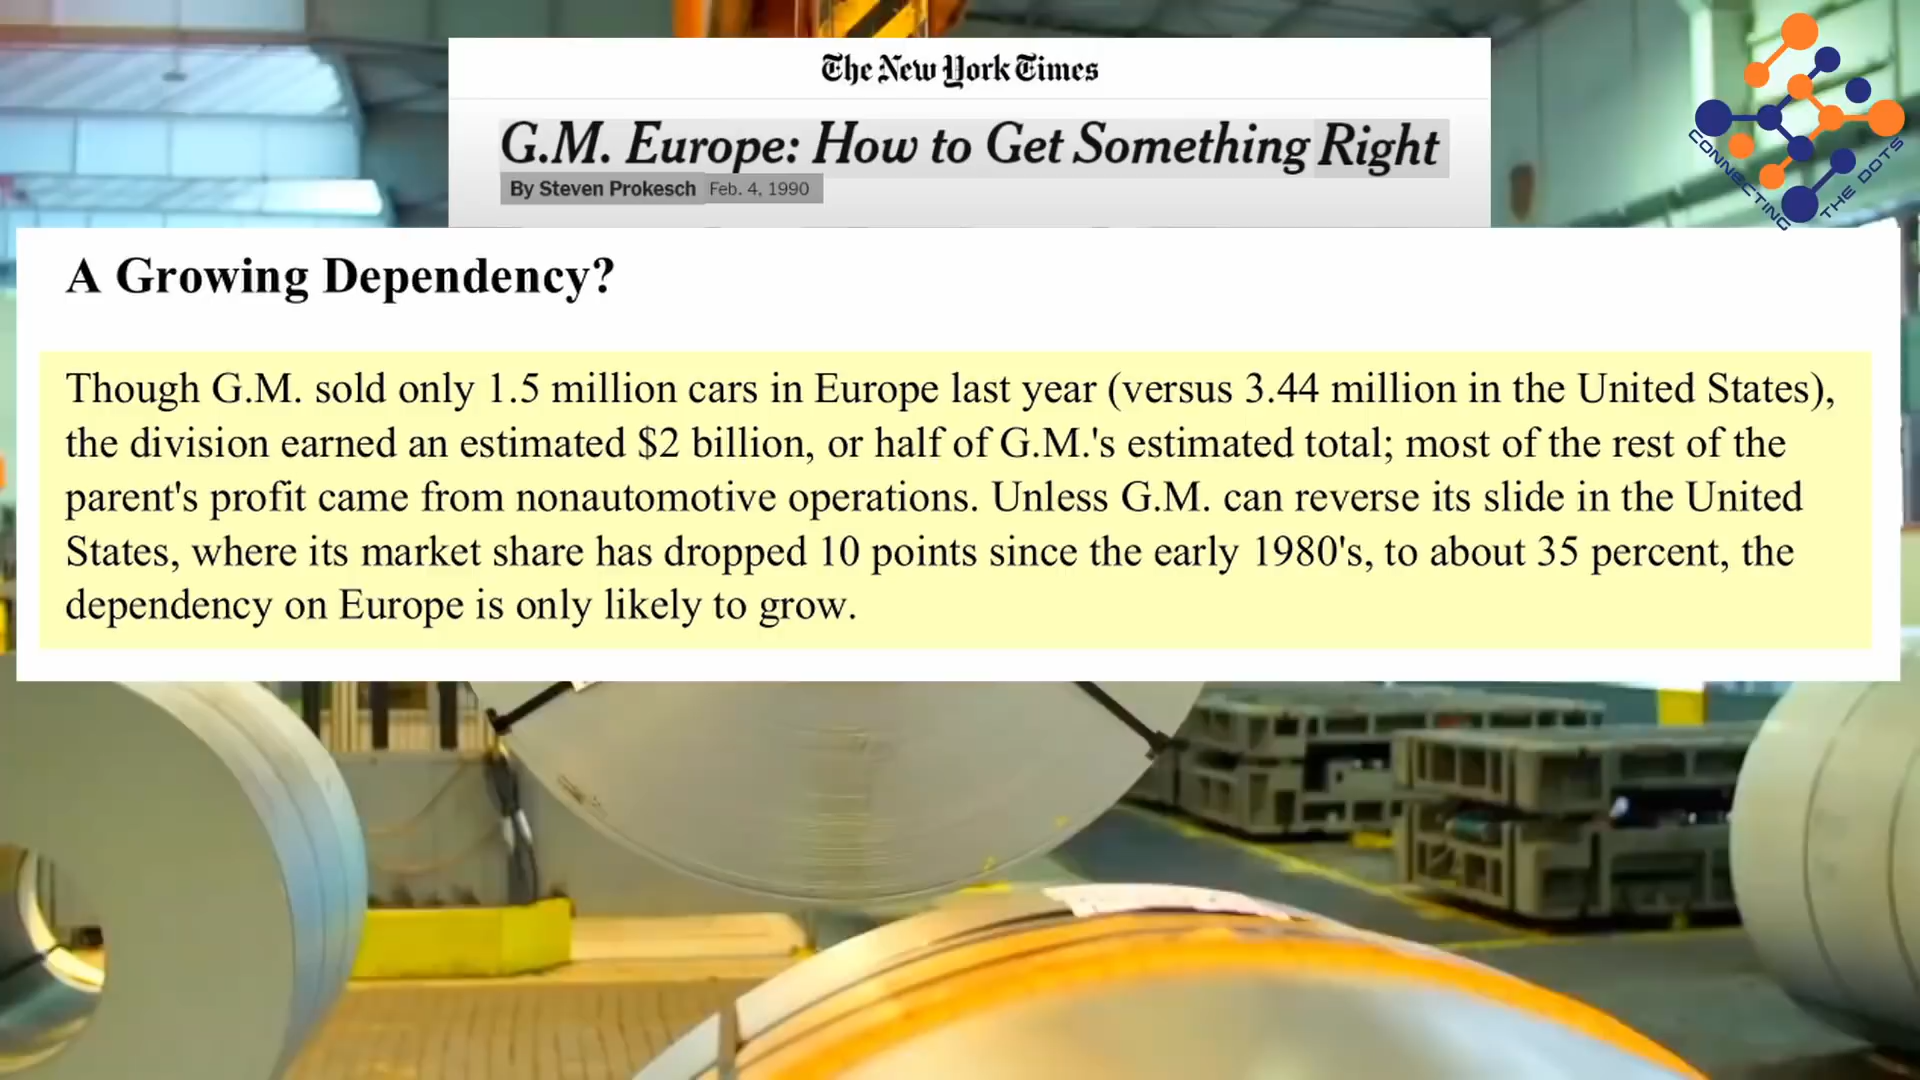 The New York Times
G.M. Europe: How to Get Something Right
By Steven Prokesch Feb. 4, 1990
A Growing Dependency?
Though G.M. sold only 1.5 million cars in Europe last year (versus 3.44 million in the United States),
the division earned an estimated $2 billion, or half of G.M.'s estimated total; most of the rest of the
parent's profit came from nonautomotive operations. Unless G.M. can reverse its slide in the United
States, where its market share has dropped 10 points since the early 1980's, to about 35 percent, the
dependency on Europe is only likely to grow.
CONNECTING THE DOTS